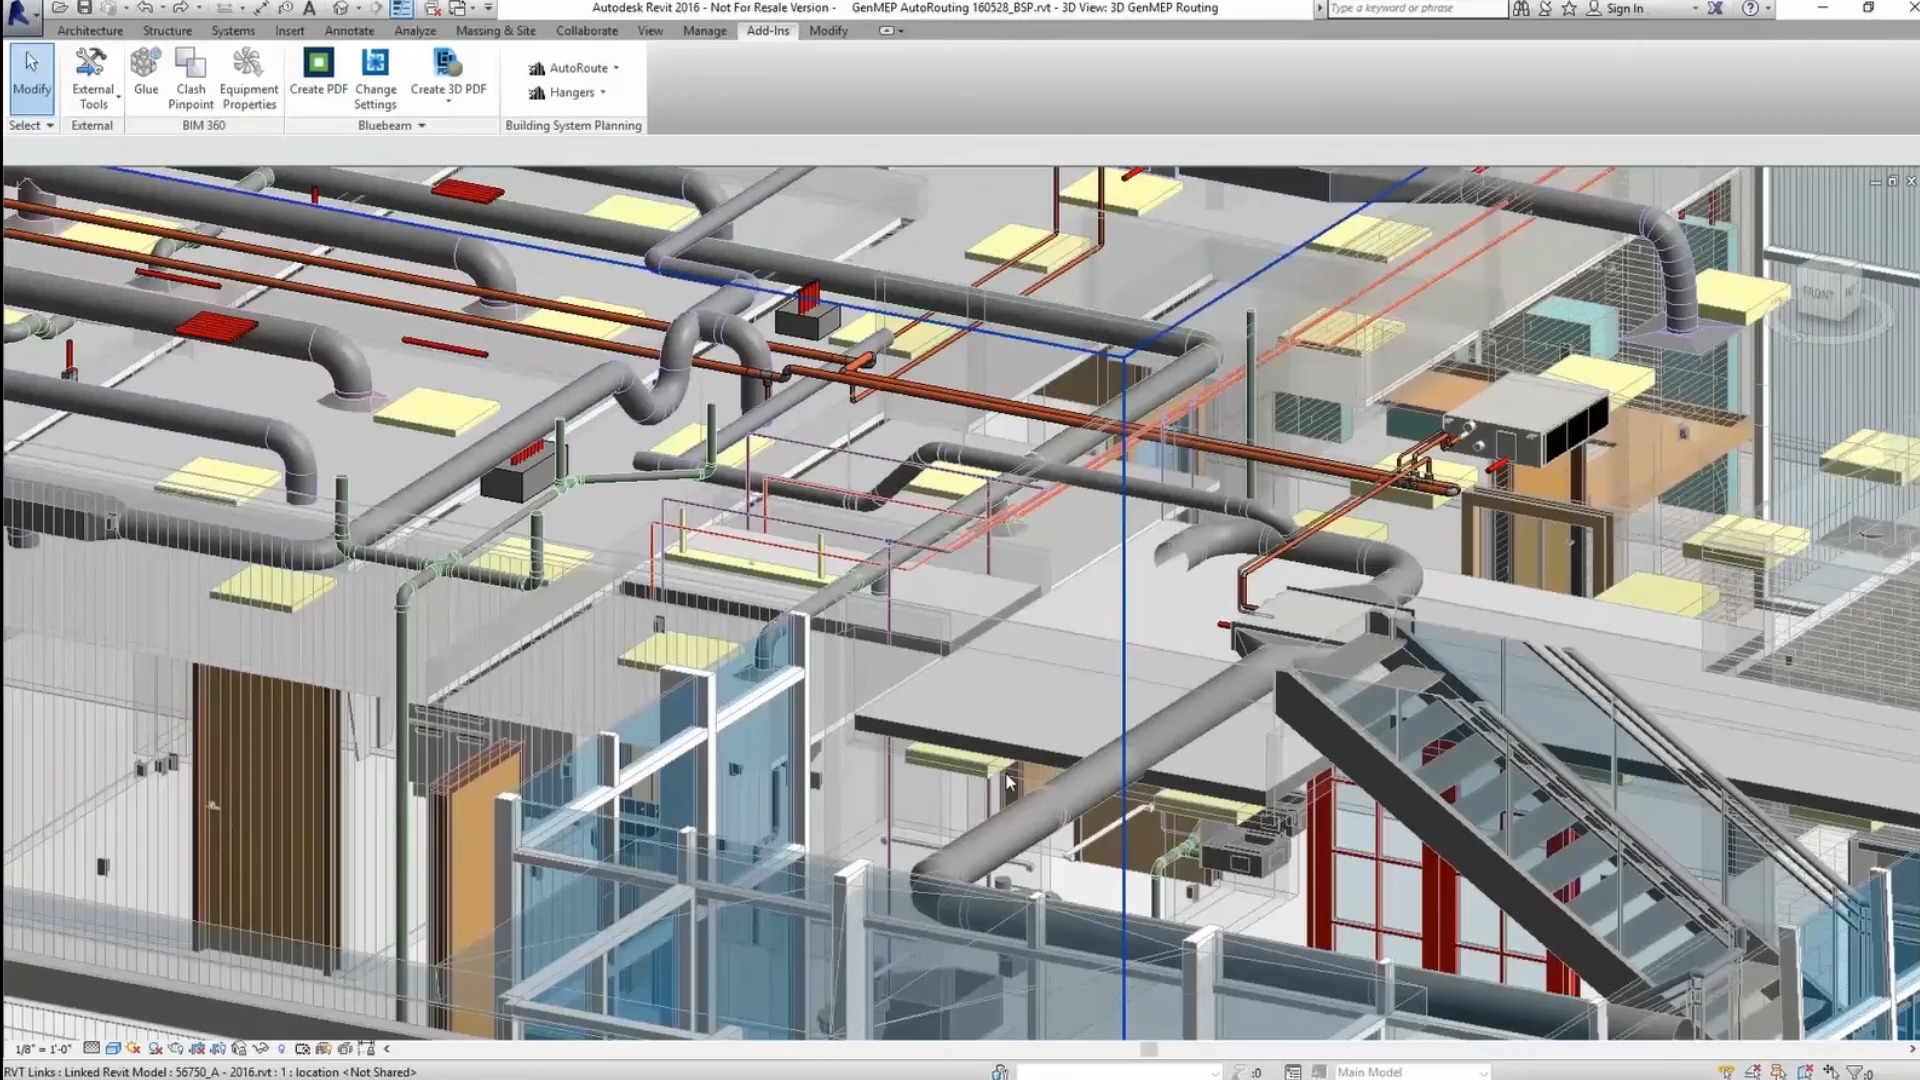 Autodesk Revit 2016 - Not For Resale Version - GenMEP AutoRouting 160528_BSP.rvt - 3D View: 3D GenMEP Routing
Type a keyword or phrase
Sign In
Architecture Structure Systems Insert Annotate Analyze Massing & Site Collaborate View Manage Add-Ins Modify
Modify
External Tools
Glue
Clash Pinpoint
Equipment Properties
Create PDF
Change Settings
Create 3D PDF
AutoRoute
Hangers
Select
External
BIM 360
Bluebeam
Building System Planning
FRONT
1/8" = 1'-0"
RVT Links : Linked Revit Model : 56750_A - 2016.rvt : 1 : location <Not Shared>
:0
Main Model
:0